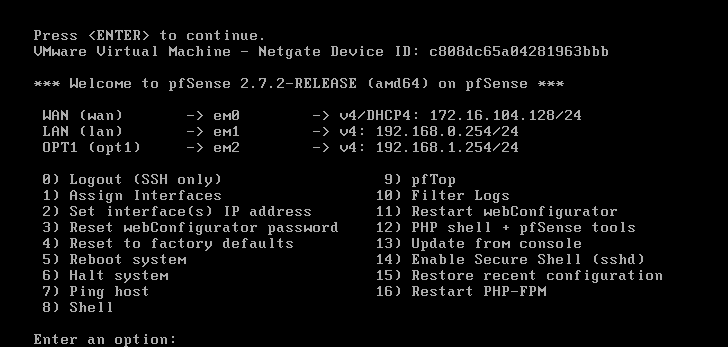 Press <ENTER> to continue.
VMware Virtual Machine - Netgate Device ID: c808dc65a04281963bbb
*** Welcome to pfSense 2.7.2-RELEASE (amd64) on pfSense ***
WAN (wan) -> em0 -> v4/DHCP4: 172.16.104.128/24
LAN (lan) -> em1 -> v4: 192.168.0.254/24
OPT1 (opt1) -> em2 -> v4: 192.168.1.254/24
0) Logout (SSH only) 9) pfTop
1) Assign Interfaces 10) Filter Logs
2) Set interface(s) IP address 11) Restart webConfigurator
3) Reset webConfigurator password 12) PHP shell + pfSense tools
4) Reset to factory defaults 13) Update from console
5) Reboot system 14) Enable Secure Shell (sshd)
6) Halt system 15) Restore recent configuration
7) Ping host 16) Restart PHP-FPM
8) Shell
Enter an option: